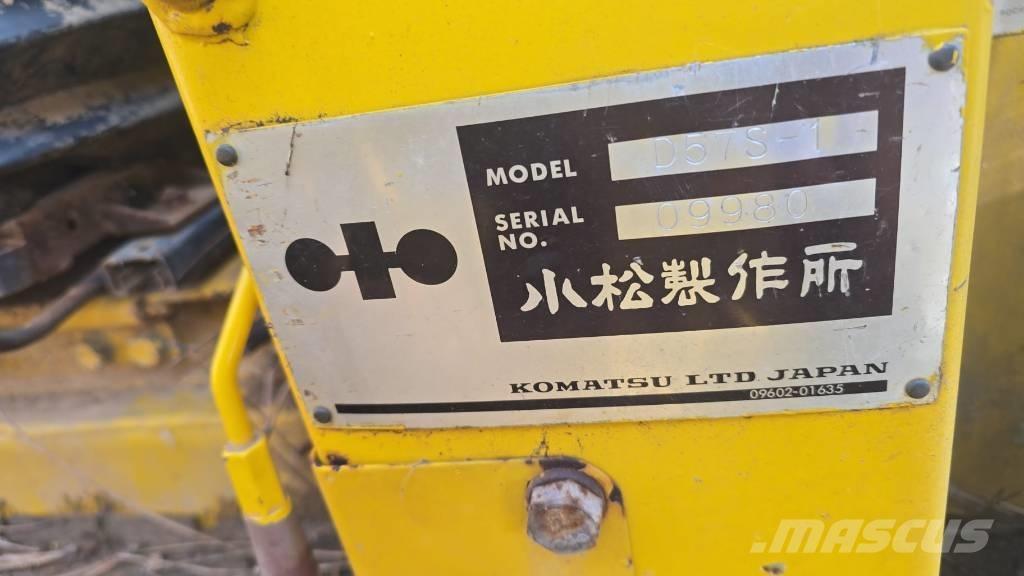 MODEL D57S-1
SERIAL NO. 09980
小松製作所
KOMATSU LTD JAPAN
09602-01635
MASCUS